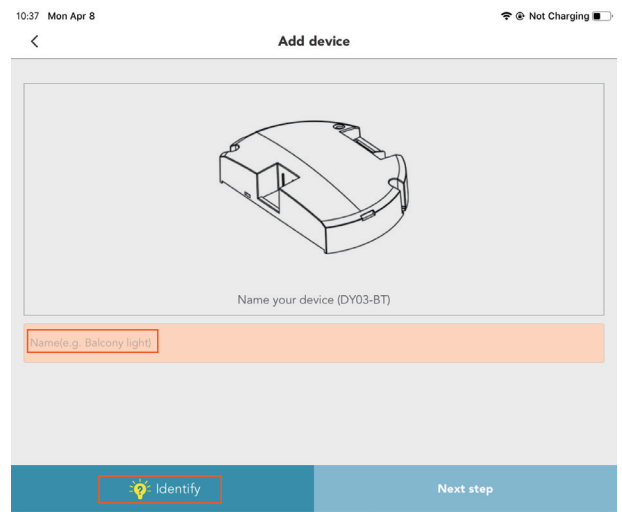 10:37 Mon Apr 8
Not Charging
Add device
Name your device (DY03-BT)
Name(e.g. Balcony light)
Identify
Next step